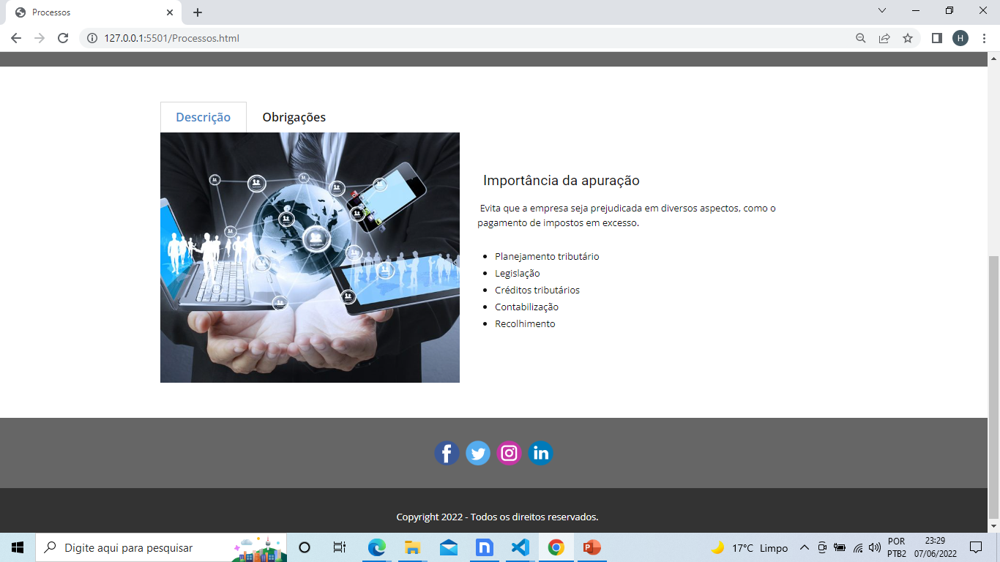 Processos
127.0.0.1:5501/Processos.html
H
Descrição
Obrigações
Importância da apuração
Evita que a empresa seja prejudicada em diversos aspectos, como o
pagamento de impostos em excesso.
Planejamento tributário
Legislação
Créditos tributários
Contabilização
Recolhimento
Copyright 2022 - Todos os direitos reservados.
Digite aqui para pesquisar
17°C Limpo
POR
PTB2
23:29
07/06/2022